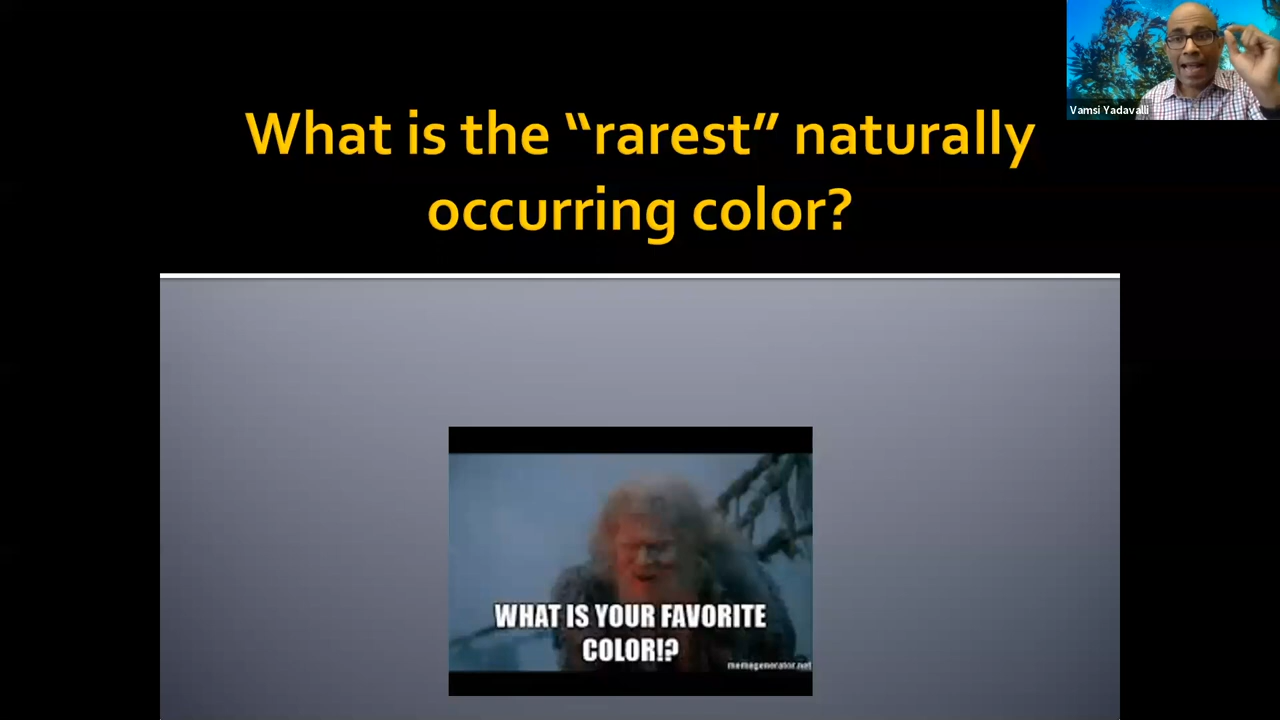 What is the “rarest” naturally
occurring color?
Vamsi Yadavalli
WHAT IS YOUR FAVORITE
COLOR!?
memegenerator.net